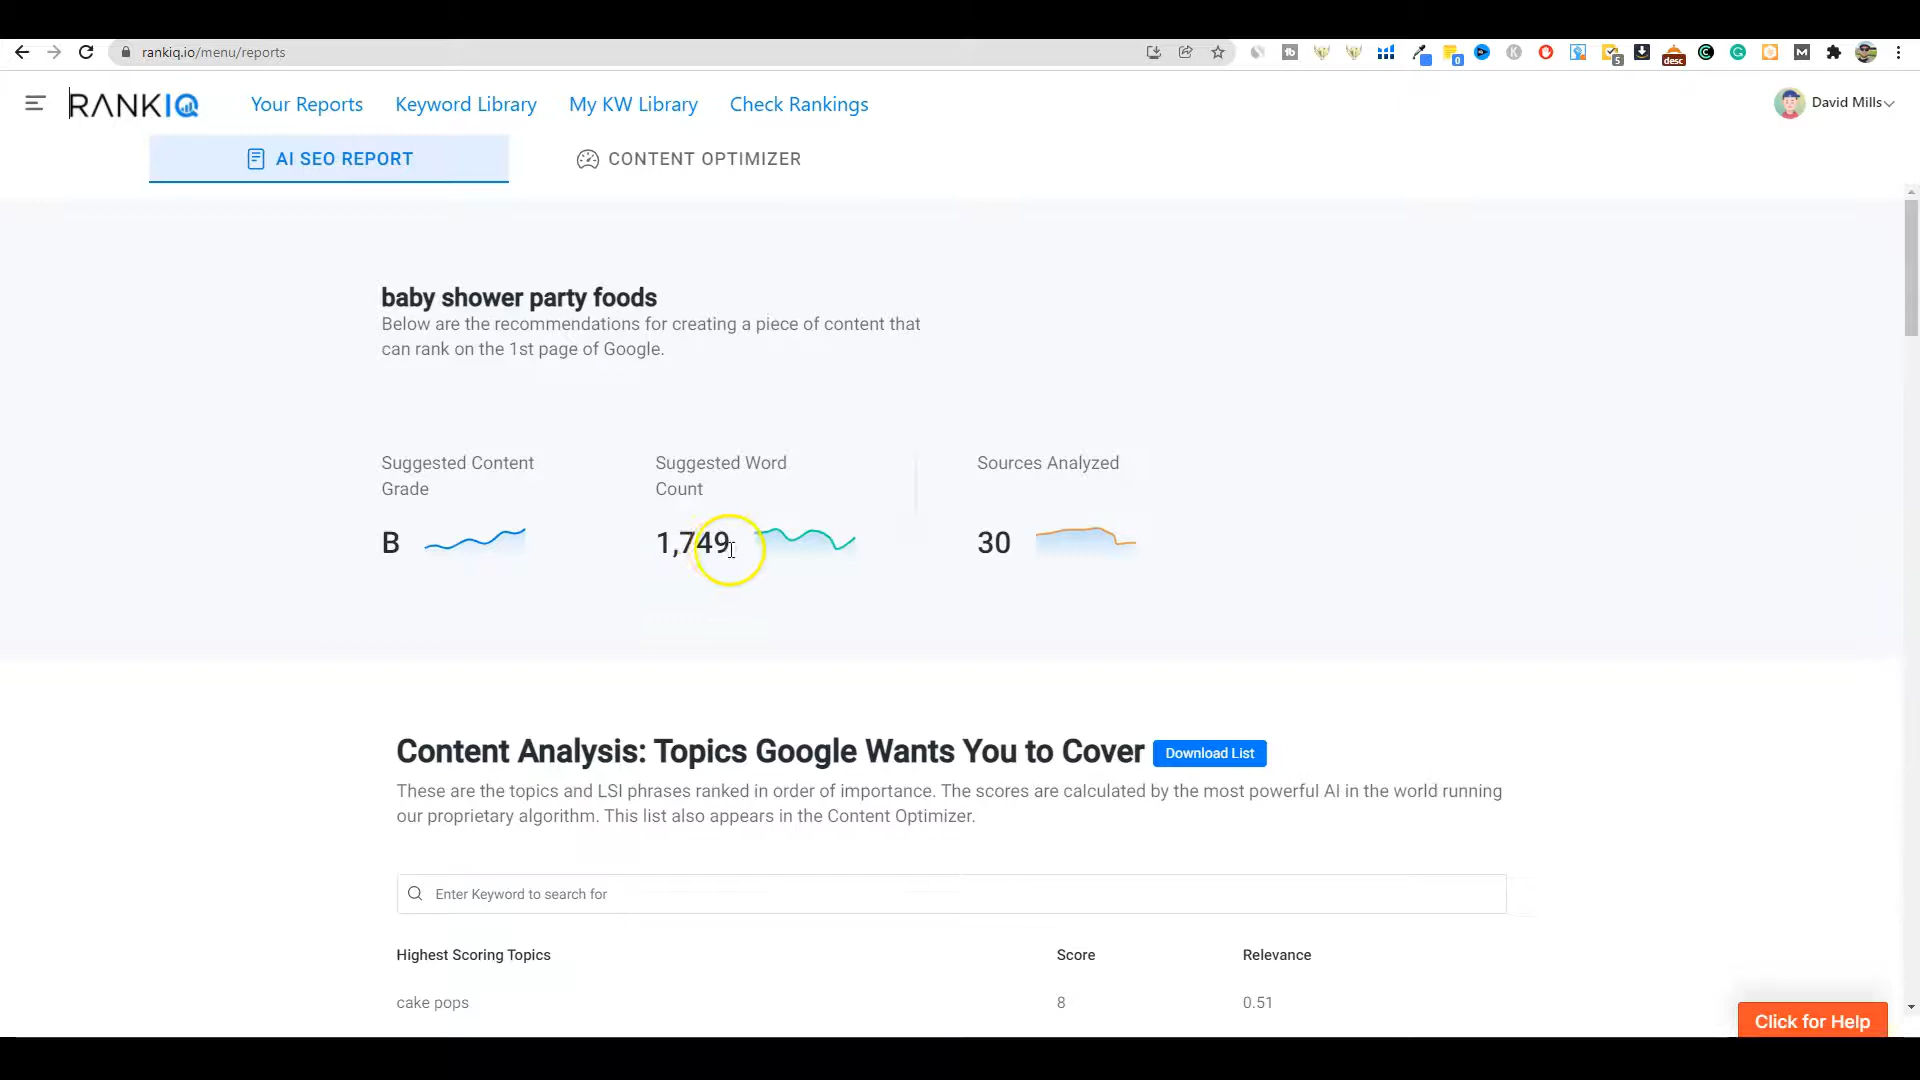 rankiq.io/menu/reports
0
5
desc
RANKIQ
Your Reports
Keyword Library
My KW Library
Check Rankings
David Mills
AI SEO REPORT
CONTENT OPTIMIZER
baby shower party foods
Below are the recommendations for creating a piece of content that
can rank on the 1st page of Google.
Suggested Content
Grade
B
Suggested Word
Count
1,749
Sources Analyzed
30
Content Analysis: Topics Google Wants You to Cover
Download List
These are the topics and LSI phrases ranked in order of importance. The scores are calculated by the most powerful AI in the world running
our proprietary algorithm. This list also appears in the Content Optimizer.
Enter Keyword to search for
Highest Scoring Topics
Score
Relevance
cake pops
8
0.51
Click for Help